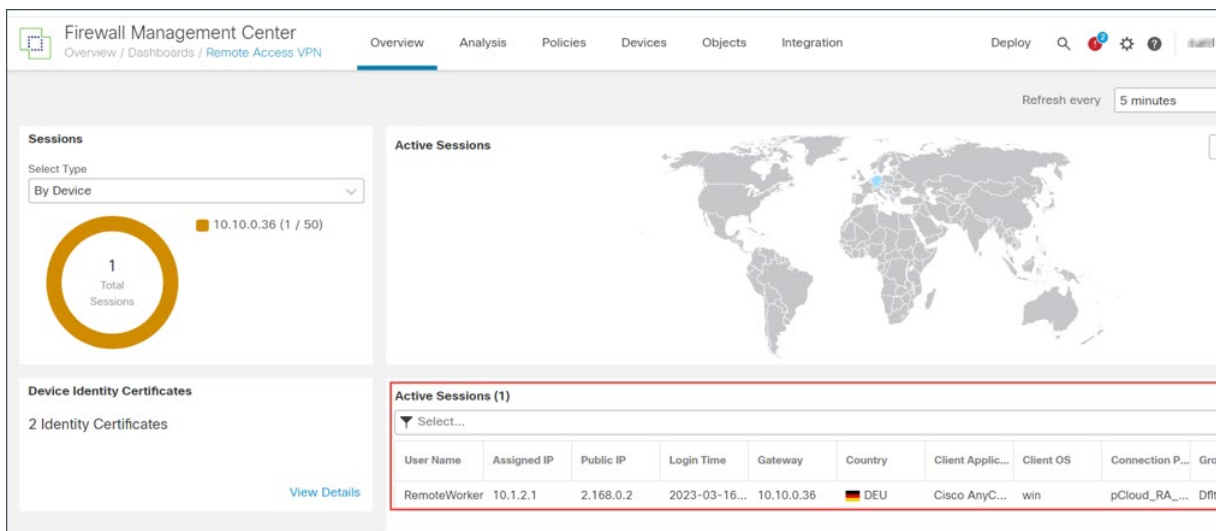 Firewall Management Center
Overview / Dashboards / Remote Access VPN
Overview Analysis Policies Devices Objects Integration Deploy 2
Refresh every 5 minutes
Sessions
Select Type
By Device
10.10.0.36 (1 / 50)
1
Total
Sessions
Active Sessions
Device Identity Certificates
2 Identity Certificates
View Details
Active Sessions (1)
Select...
User Name Assigned IP Public IP Login Time Gateway Country Client Applic... Client OS Connection P... Gro
RemoteWorker 10.1.2.1 2.168.0.2 2023-03-16... 10.10.0.36 DEU Cisco AnyC... win pCloud_RA_... Dflt